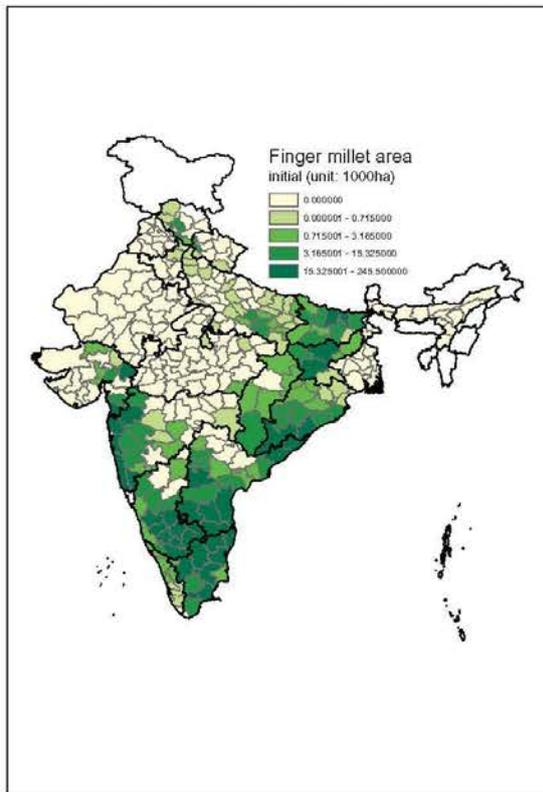 Finger millet area
initial (unit: 1000ha)
0.000000
0.000001 - 0.715000
0.715001 - 3.165000
3.165001 - 15.325000
15.325001 - 245.500000